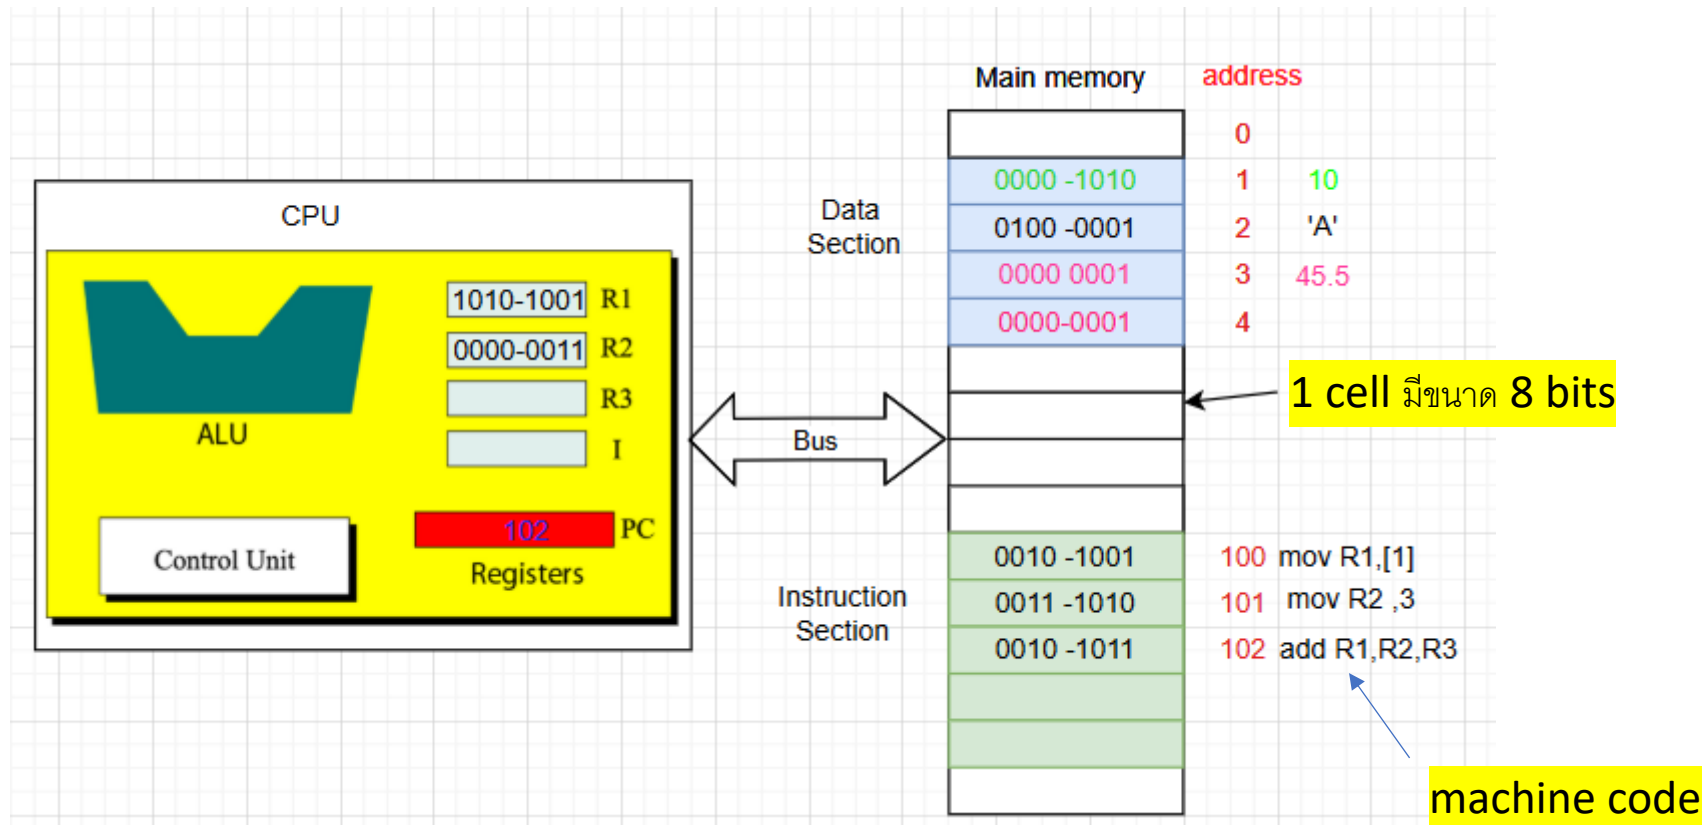 Main memory
address
0
0000 -1010
1
10
0100 -0001
2
'A'
0000 0001
3
45.5
0000-0001
4
Data
Section
CPU
1010-1001
R1
0000-0011
R2
R3
I
ALU
102
PC
Control Unit
Registers
Bus
1 cell มีขนาด 8 bits
Instruction
Section
0010 -1001
100
mov R1,[1]
0011 -1010
101
mov R2 ,3
0010 -1011
102
add R1,R2,R3
machine code